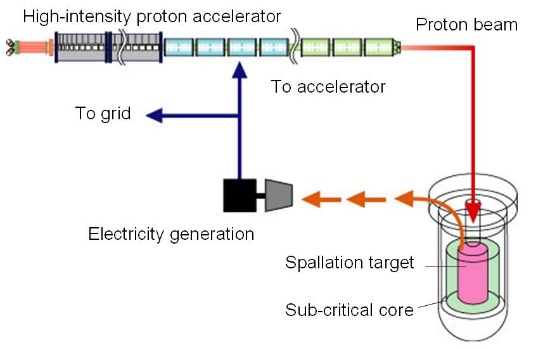 High-intensity proton accelerator
Proton beam
To accelerator
To grid
Electricity generation
Spallation target
Sub-critical core